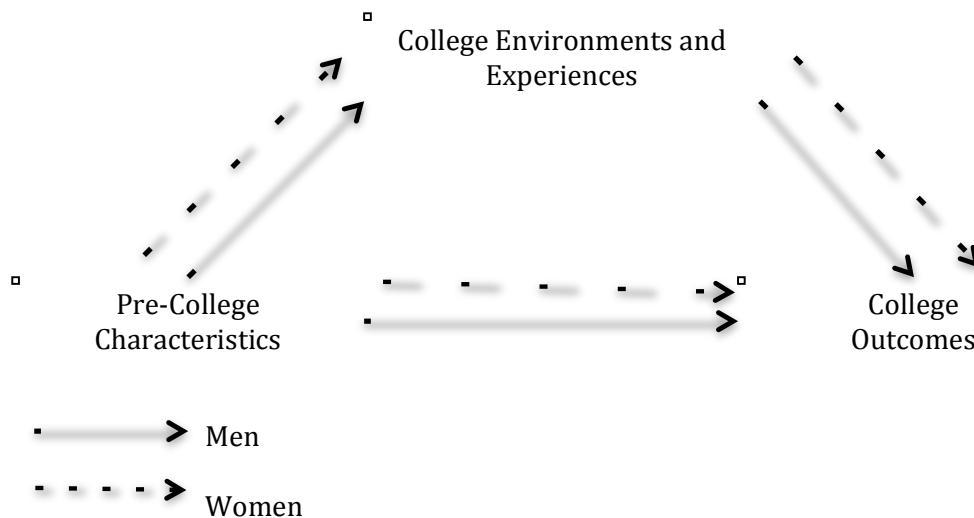 College Environments and
Experiences
Pre-College
Characteristics
College
Outcomes
Men
Women